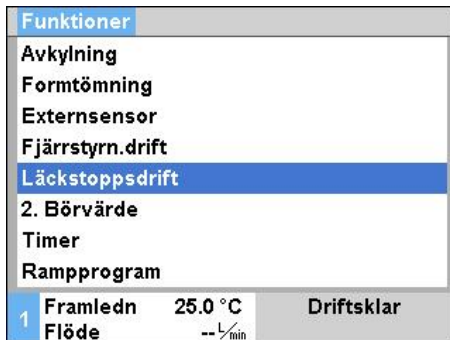 Funktioner
Avkylning
Formtömning
Externsensor
Fjärrstyrn.drift
Läckstoppsdrift
2. Börvärde
Timer
Rampprogram
1 Framledn 25.0 °C Driftsklar
Flöde -- L/min